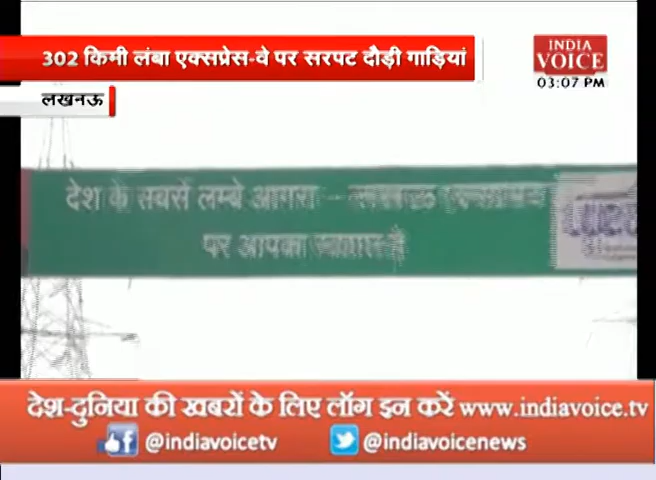 302 किमी लंबा एक्सप्रेस-वे पर सरपट दौड़ी गाड़ियां
INDIA
VOICE
03:07 PM
लखनऊ
देश के सबसे लम्बे आगरा -
पर आपका
देश-दुनिया की खबरों के लिए लॉग इन करें www.indiavoice.tv
@indiavoicetv @indiavoicenews